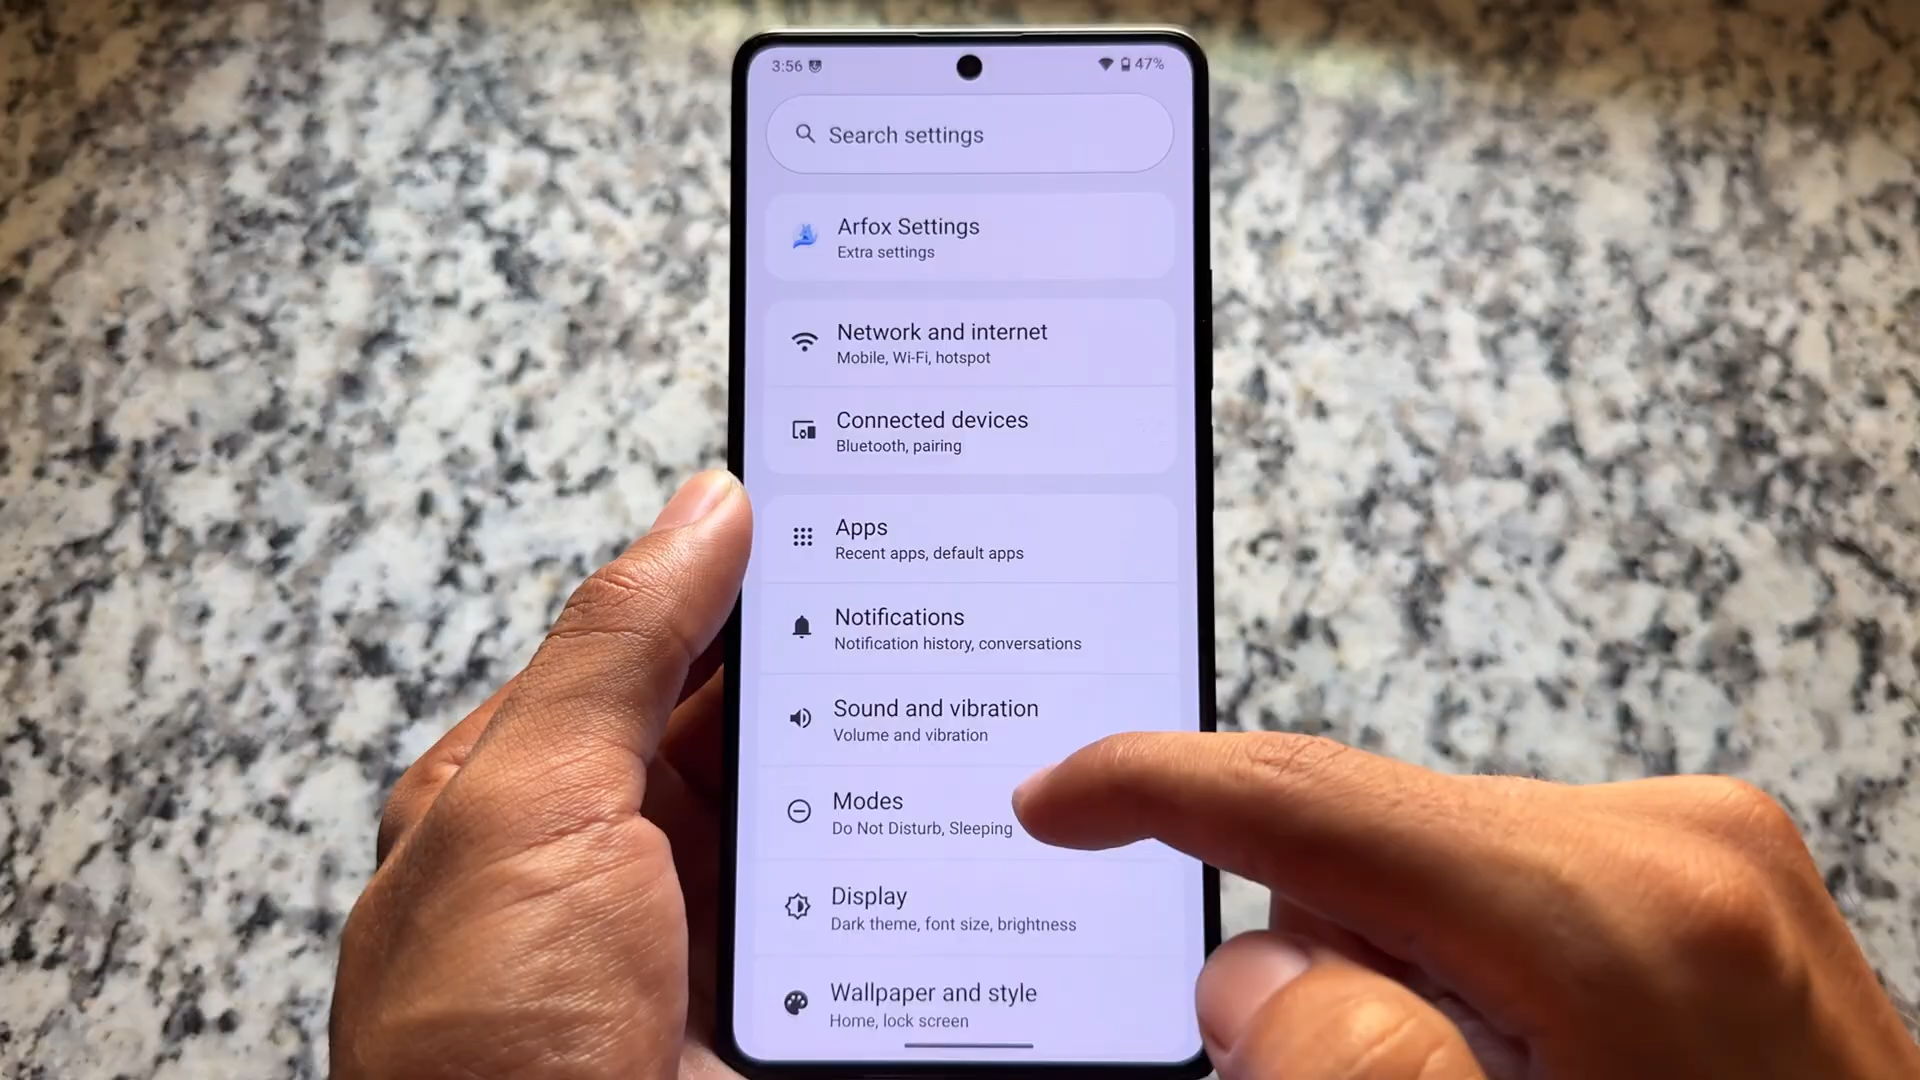 3:56
47%
Search settings
Arfox Settings
Extra settings
Network and internet
Mobile, Wi-Fi, hotspot
Connected devices
Bluetooth, pairing
Apps
Recent apps, default apps
Notifications
Notification history, conversations
Sound and vibration
Volume and vibration
Modes
Do Not Disturb, Sleeping
Display
Dark theme, font size, brightness
Wallpaper and style
Home, lock screen